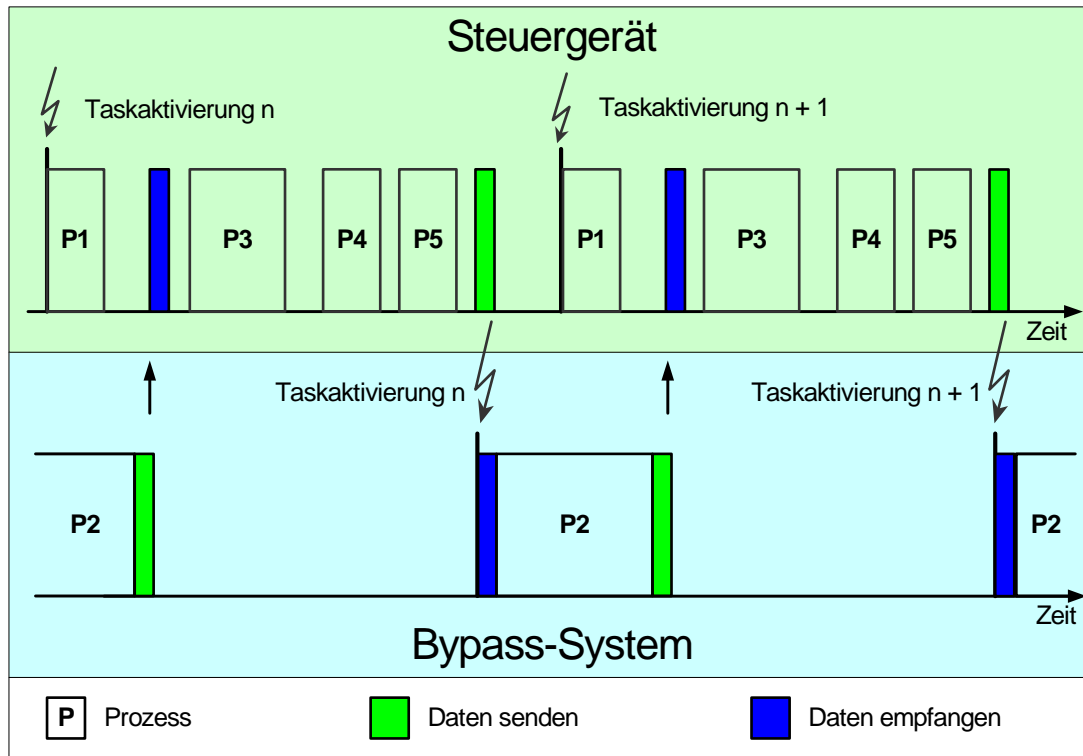 Steuergerät
Taskaktivierung n
Taskaktivierung n + 1
P1
P3
P4
P5
P1
P3
P4
P5
Zeit
Taskaktivierung n
Taskaktivierung n + 1
P2
P2
P2
Zeit
Bypass-System
P Prozess
Daten senden
Daten empfangen